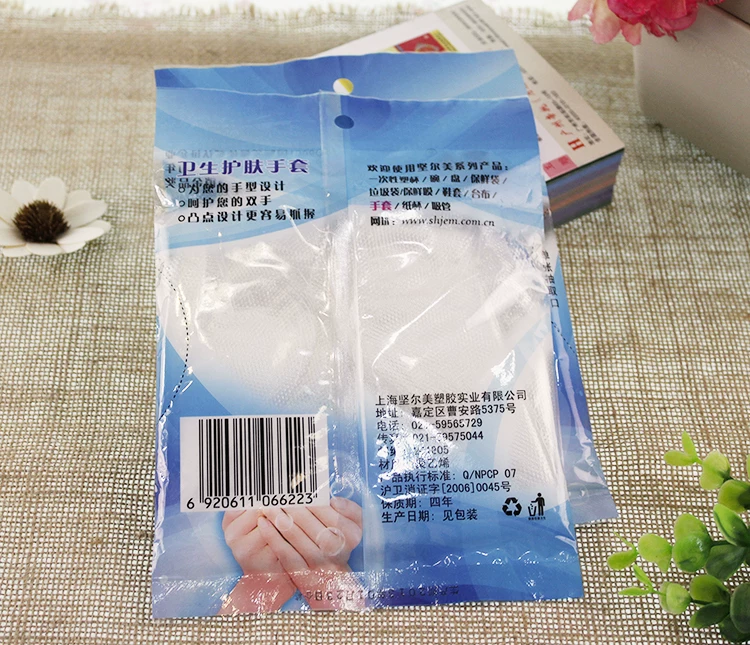 卫生护肤手套
为您的手型设计
呵护您的双手
凸点设计更容易抓握
欢迎使用坚尔美系列产品:
一次性塑杯/碗/盘/保鲜袋/
垃圾袋/保鲜膜/鞋套/台布/
手套/纸杯/吸管
网址:www.shjem.com.cn
上海坚尔美塑胶实业有限公司
地址:嘉定区曹安路5375号
电话:021-59565729
传真:021-59575044
1805
材
乙烯
产品执行标准:Q/NPCP 07
沪卫消证字[2006]0045号
保质期:四年
生产日期:见包装
6 920611 066223
抽取口